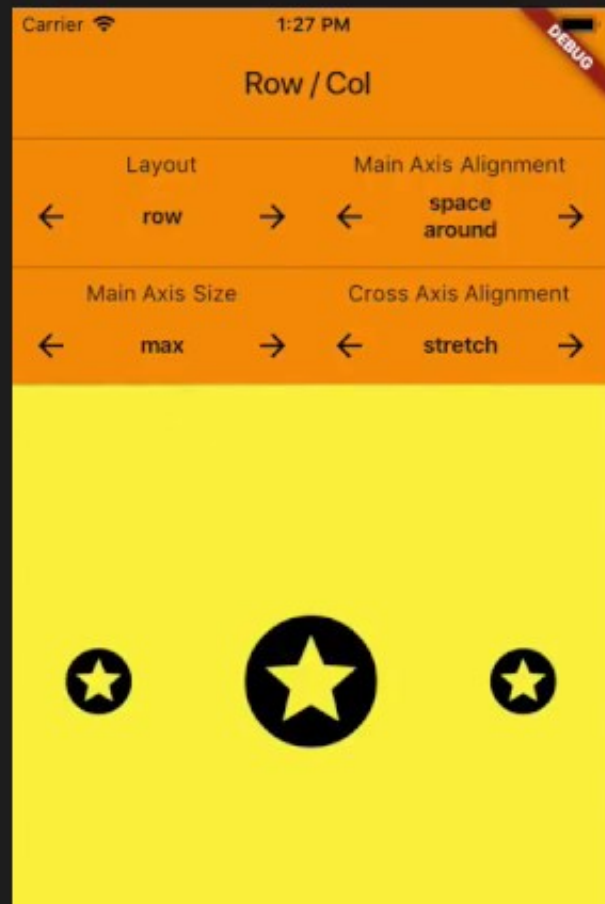 Carrier 1:27 PM
DEBUG
Row / Col
Layout Main Axis Alignment
row space
around
Main Axis Size Cross Axis Alignment
max stretch